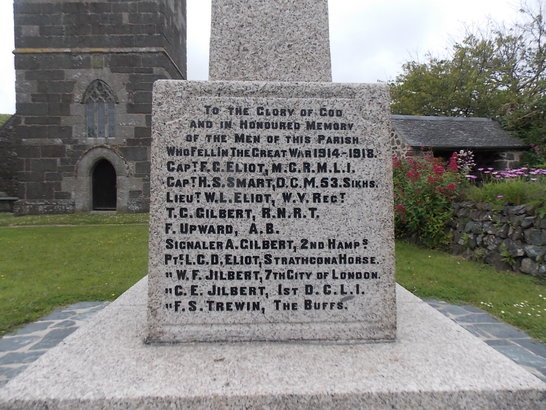 To the Glory of God
and in Honoured Memory
of the Men of this Parish
Who Fell in The Great War 1914-1918.
Capt. F.G. Eliot, M.C.R.M.L.I.
Capt. H.S. Smart, D.C.M. 53. Sikhs.
Lieut. W.L. Eliot, W.Y. Regt.
T.C. Gilbert, R.N.R.T.
F. Upward, A.B.
Signaler A. Gilbert, 2nd Hamps.
Pte. L.C.D. Eliot, Strathcona Horse.
" W.F. Jilbert, 7th City of London.
" C.E. Jilbert, 1st D.C.L.I.
" F.S. Trewin, The Buffs.